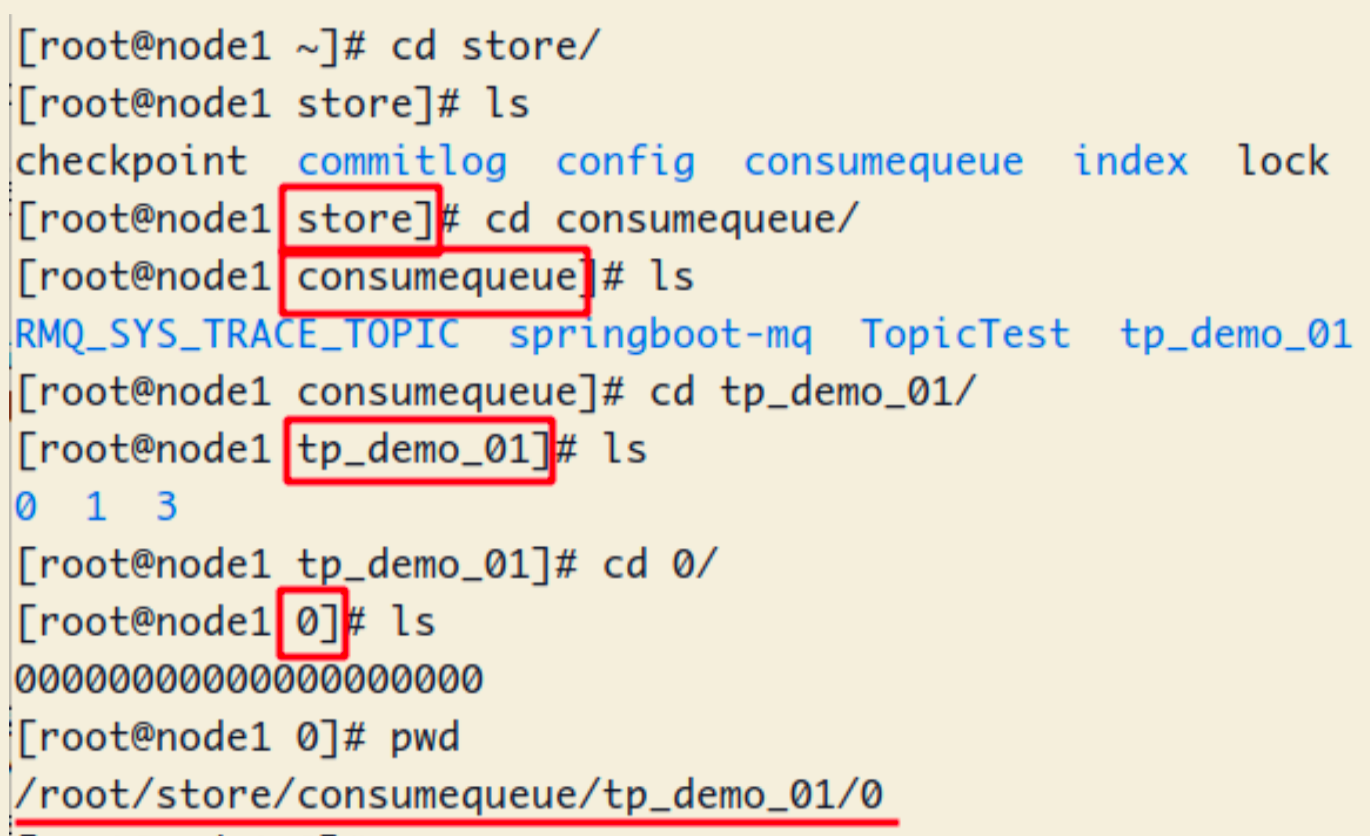 [root@node1 ~]# cd store/
[root@node1 store]# ls
checkpoint commitlog config consumequeue index lock
[root@node1 store]# cd consumequeue/
[root@node1 consumequeue]# ls
RMQ_SYS_TRACE_TOPIC springboot-mq TopicTest tp_demo_01
[root@node1 consumequeue]# cd tp_demo_01/
[root@node1 tp_demo_01]# ls
0 1 3
[root@node1 tp_demo_01]# cd 0/
[root@node1 0]# ls
00000000000000000000
[root@node1 0]# pwd
/root/store/consumequeue/tp_demo_01/0